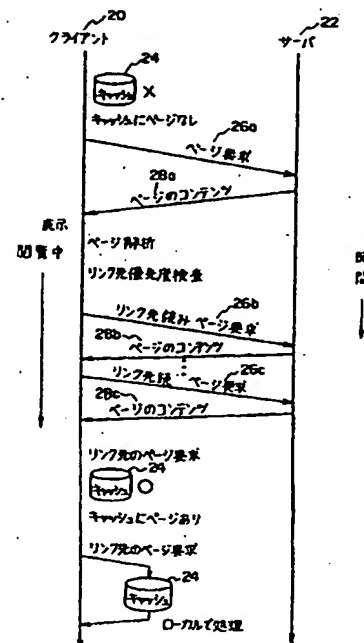 20
22
クライアント
サーバ
24
キャッシュ
×
キャッシュにページなし
26a
ページ要求
28a
ページのコンテンツ
表示
閲覧中
ページ解析
リンク先優先度検査
リンク先読み ページ要求
26b
28b
ページのコンテンツ
リンク先読 ページ要求
26c
28c
ページのコンテンツ
リンク先のページ要求
24
キャッシュ
○
キャッシュにページあり
リンク先のページ要求
24
キャッシュ
ローカルで処理